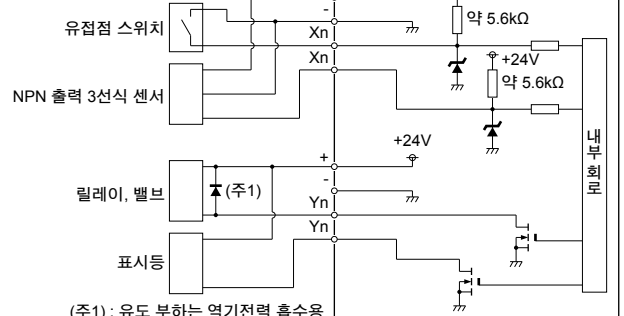 -
약 5.6kΩ
유접점 스위치
Xn
Xn
+24V
약 5.6kΩ
NPN 출력 3선식 센서
내부 회로
+24V
+
-
릴레이, 밸브
(주1)
Yn
Yn
표시등
(주1) : 유도 부하는 역기전력 흡수용